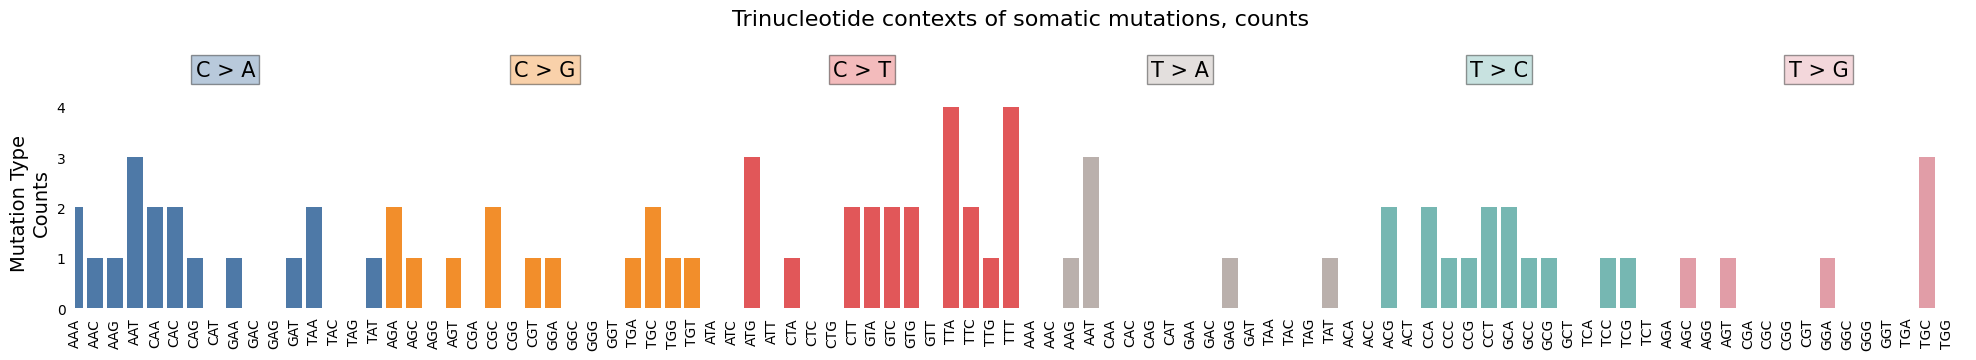 Trinucleotide contexts of somatic mutations, counts
C > A C > G C > T T > A T > C T > G
Mutation Type
Counts
4
3
2
1
0
AAA AAC AAG AAT CAA CAC CAG CAT GAA GAC GAG GAT TAA TAC TAG TAT AGA AGC AGG AGT CGA CGC CGG CGT GGA GGC GGG GGT TGA TGC TGG TGT ATA ATC ATG ATT CTA CTC CTG CTT GTA GTC GTG GTT TTA TTC TTG TTT AAA AAC AAG AAT CAA CAC CAG CAT GAA GAC GAG GAT TAA TAC TAG TAT ACA ACC ACG ACT CCA CCC CCG CCT GCA GCC GCG GCT TCA TCC TCG TCT AGA AGC AGG AGT CGA CGC CGG CGT GGA GGC GGG GGT TGA TGC TGG